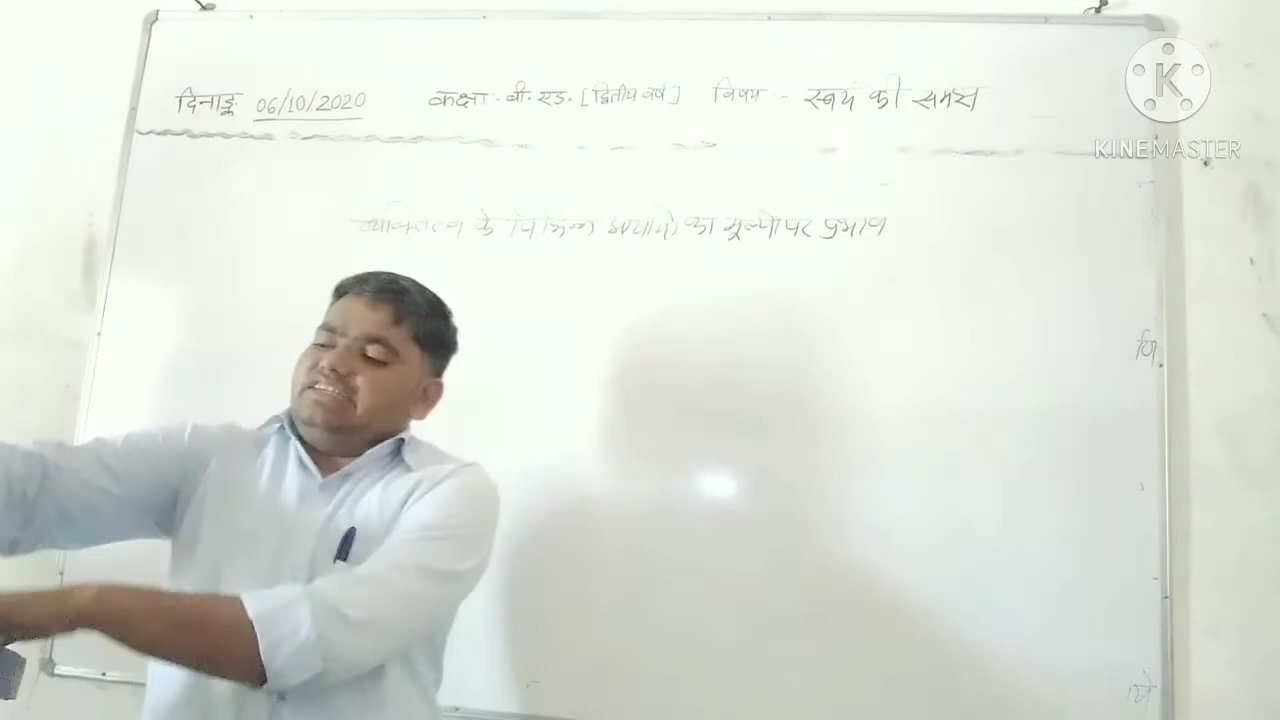 दिनाङ्क 06/10/2020 कक्षा - बी. एड. [द्वितीय वर्ष] विषय - स्वयं की समझ
K
KINEMASTER
व्यक्तित्व के विभिन्न आयामों का मूल्यों पर प्रभाव